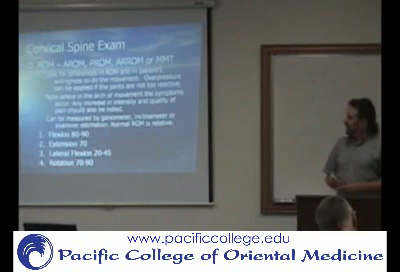 Cervical Spine Exam
ROM – AROM, PROM, ARROM or MMT
Look for differences in ROM and in patient's
willingness to do the movement. Overpressure
can be applied if the joints are not too reactive.
Note where in the arch of movement the symptoms
occur. Any increase in intensity and quality of
pain should also be noted.
Can be measured by goniometer, inclinometer or
examiner estimation. Normal ROM is relative.
1. Flexion 80-90
2. Extension 70
3. Lateral Flexion 20-45
4. Rotation 70-90
www.pacificcollege.edu
Pacific College of Oriental Medicine